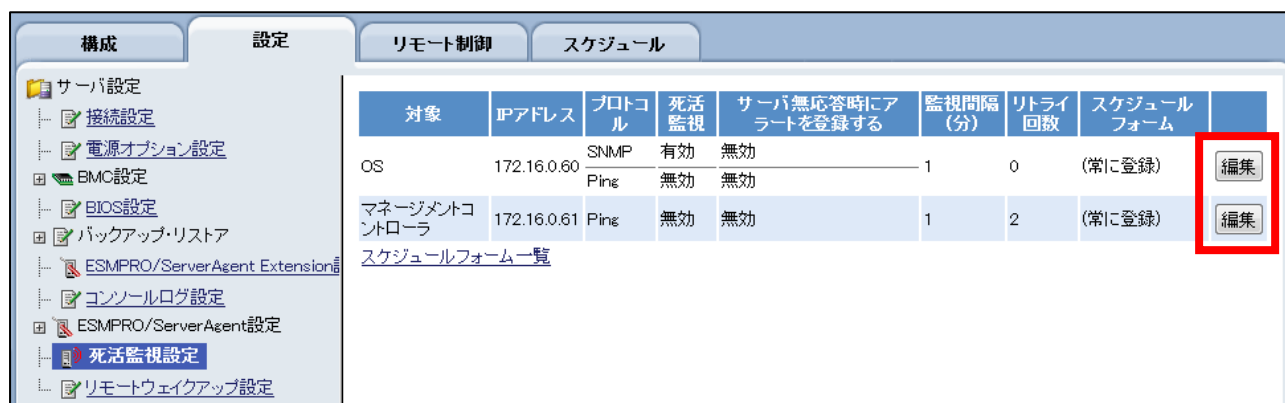 構成
設定
リモート制御
スケジュール
サーバ設定
接続設定
電源オプション設定
BMC設定
BIOS設定
バックアップ・リストア
ESMPRO/ServerAgent Extension
コンソールログ設定
ESMPRO/ServerAgent設定
死活監視設定
リモートウェイクアップ設定
対象 IPアドレス プロトコル 死活監視 サーバ無応答時にアラートを登録する 監視間隔(分) リトライ回数 スケジュールフォーム
OS 172.16.0.60 SNMP 有効 無効 1 0 (常に登録) 編集
Ping 無効 無効
マネージメントコントローラ 172.16.0.61 Ping 無効 無効 1 2 (常に登録) 編集
スケジュールフォーム一覧